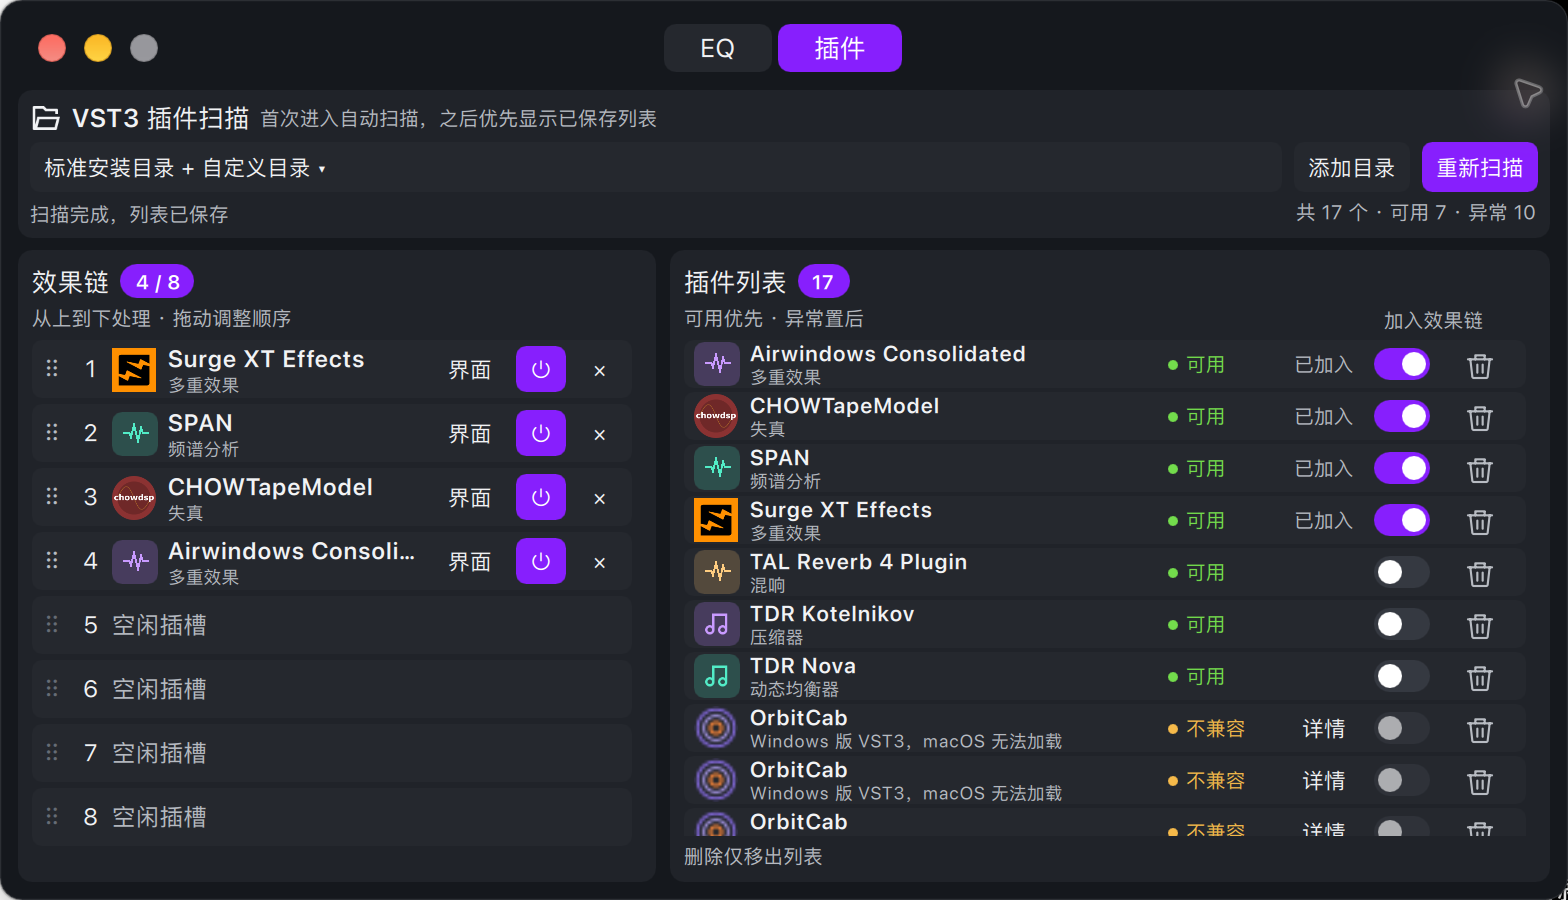 EQ
插件
VST3 插件扫描 首次进入自动扫描，之后优先显示已保存列表
标准安装目录 + 自定义目录 ▾
添加目录
重新扫描
扫描完成，列表已保存
共 17 个 · 可用 7 · 异常 10
效果链 4 / 8
从上到下处理 · 拖动调整顺序
1 Surge XT Effects 界面 ×
多重效果
2 SPAN 界面 ×
频谱分析
3 chowdsp CHOWTapeModel 界面 ×
失真
4 Airwindows Consoli... 界面 ×
多重效果
5 空闲插槽
6 空闲插槽
7 空闲插槽
8 空闲插槽
插件列表 17
可用优先 · 异常置后
加入效果链
Airwindows Consolidated 可用 已加入
多重效果
chowdsp CHOWTapeModel 可用 已加入
失真
SPAN 可用 已加入
频谱分析
Surge XT Effects 可用 已加入
多重效果
TAL Reverb 4 Plugin 可用
混响
TDR Kotelnikov 可用
压缩器
TDR Nova 可用
动态均衡器
OrbitCab 不兼容 详情
Windows 版 VST3，macOS 无法加载
OrbitCab 不兼容 详情
Windows 版 VST3，macOS 无法加载
OrbitCab 不兼容 详情
删除仅移出列表